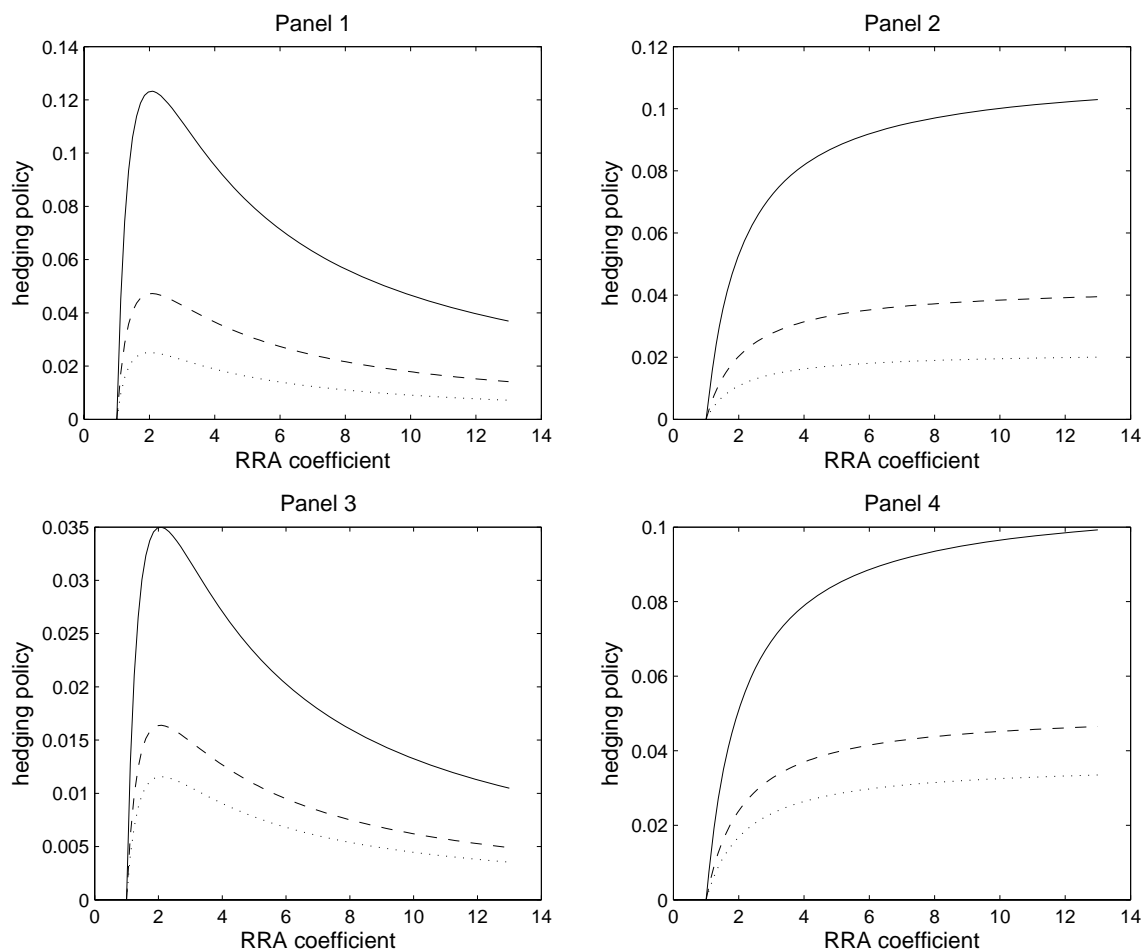 Panel 1
0.14
0.12
0.1
0.08
0.06
0.04
0.02
0
hedging policy
0 2 4 6 8 10 12 14
RRA coefficient
Panel 2
0.12
0.1
0.08
0.06
0.04
0.02
0
hedging policy
0 2 4 6 8 10 12 14
RRA coefficient
Panel 3
0.035
0.03
0.025
0.02
0.015
0.01
0.005
0
hedging policy
0 2 4 6 8 10 12 14
RRA coefficient
Panel 4
0.1
0.08
0.06
0.04
0.02
0
hedging policy
0 2 4 6 8 10 12 14
RRA coefficient